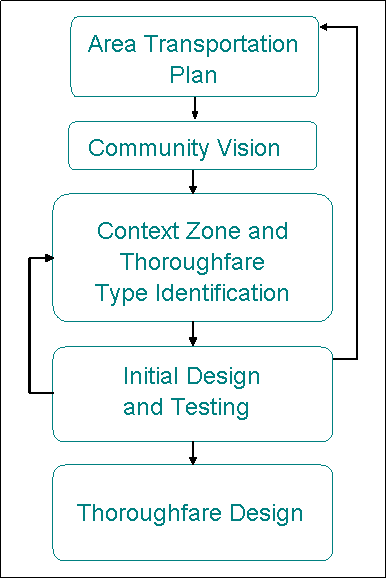 Area Transportation
Plan
Community Vision
Context Zone and
Thoroughfare
Type Identification
Initial Design
and Testing
Thoroughfare Design